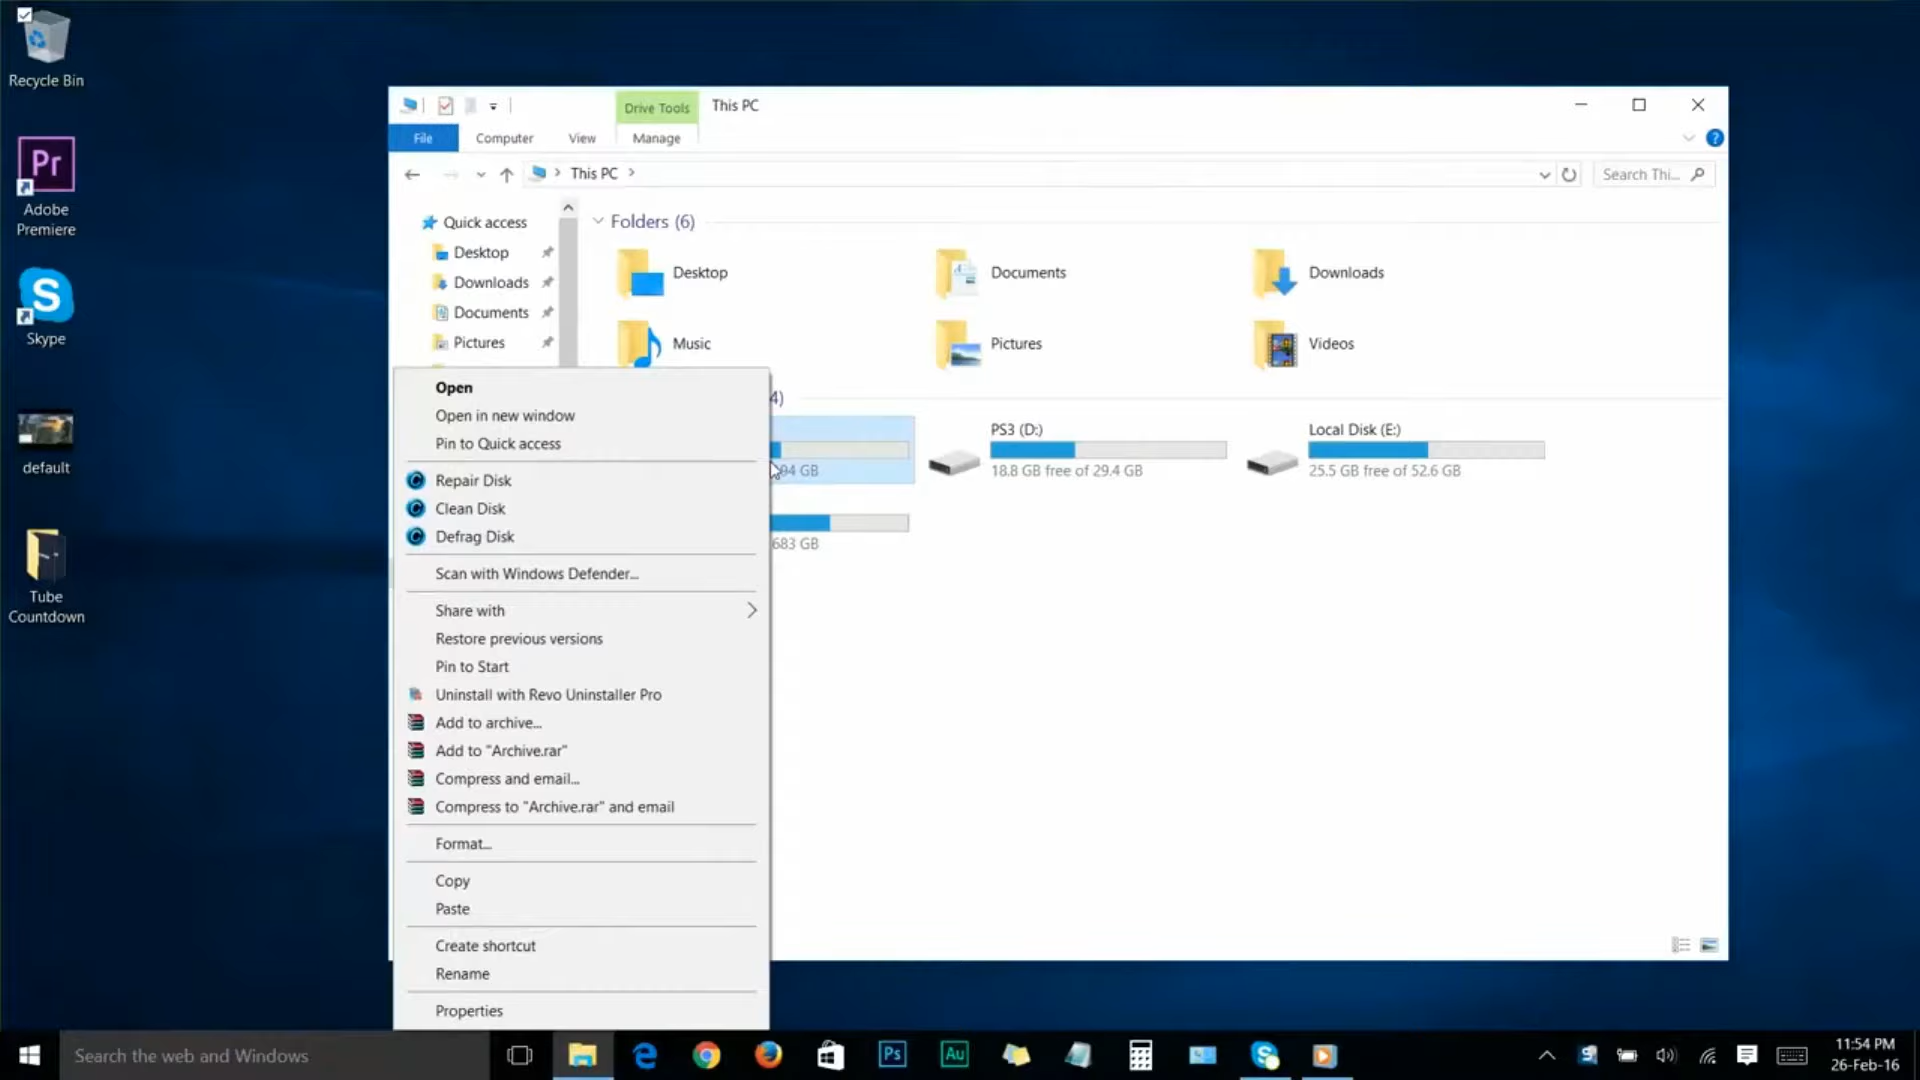 Recycle Bin
Pr
Adobe
Premiere
S
Skype
default
Tube
Countdown
Drive Tools
This PC
File
Computer
View
Manage
?
This PC
Search Thi...
Quick access
Desktop
Downloads
Documents
Pictures
Folders (6)
Desktop
Documents
Downloads
Music
Pictures
Videos
4)
94 GB
PS3 (D:)
18.8 GB free of 29.4 GB
Local Disk (E:)
25.5 GB free of 52.6 GB
683 GB
Open
Open in new window
Pin to Quick access
Repair Disk
Clean Disk
Defrag Disk
Scan with Windows Defender...
Share with
Restore previous versions
Pin to Start
Uninstall with Revo Uninstaller Pro
Add to archive...
Add to "Archive.rar"
Compress and email...
Compress to "Archive.rar" and email
Format...
Copy
Paste
Create shortcut
Rename
Properties
Search the web and Windows
Ps
Au
11:54 PM
26-Feb-16